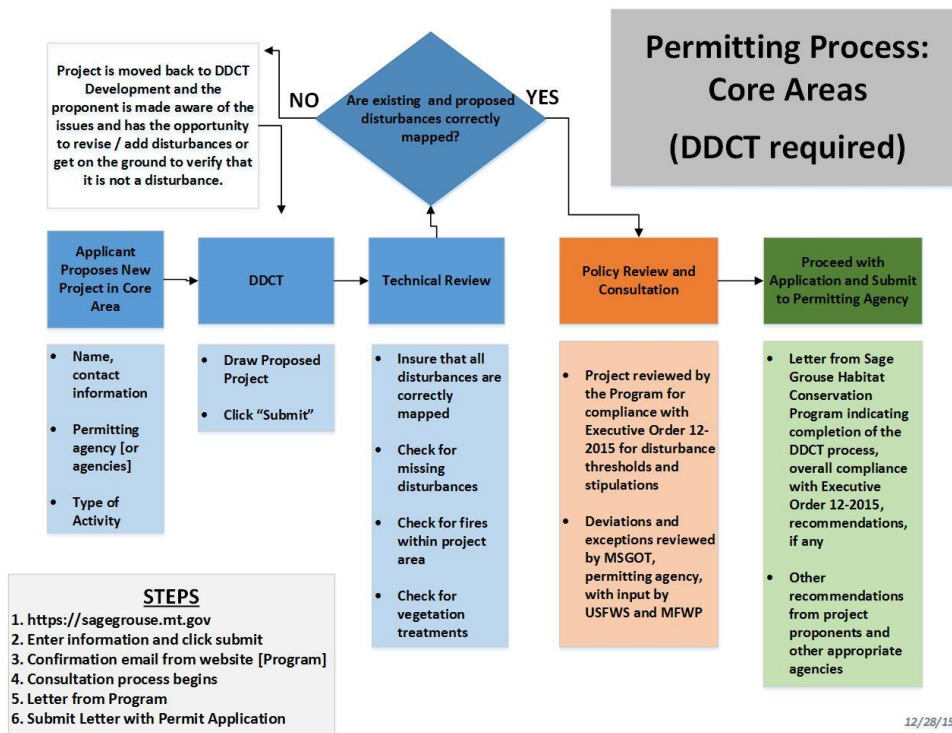 Permitting Process:
Core Areas
(DDCT required)
Project is moved back to DDCT
Development and the
proponent is made aware of the
issues and has the opportunity
to revise / add disturbances or
get on the ground to verify that
it is not a disturbance.
NO
Are existing and proposed
disturbances correctly
mapped?
YES
Applicant
Proposes New
Project in Core
Area
DDCT
Technical Review
Policy Review and
Consultation
Proceed with
Application and Submit
to Permitting Agency
• Name,
contact
information
• Permitting
agency [or
agencies]
• Type of
Activity
• Draw Proposed
Project
• Click “Submit”
• Insure that all
disturbances are
correctly
mapped
• Check for
missing
disturbances
• Check for fires
within project
area
• Check for
vegetation
treatments
• Project reviewed by
the Program for
compliance with
Executive Order 12-
2015 for disturbance
thresholds and
stipulations
• Deviations and
exceptions reviewed
by MSGOT,
permitting agency,
with input by
USFWS and MFWP
• Letter from Sage
Grouse Habitat
Conservation
Program indicating
completion of the
DDCT process,
overall compliance
with Executive
Order 12-2015,
recommendations,
if any
• Other
recommendations
from project
proponents and
other appropriate
agencies
STEPS
1. https://sagegrouse.mt.gov
2. Enter information and click submit
3. Confirmation email from website [Program]
4. Consultation process begins
5. Letter from Program
6. Submit Letter with Permit Application
12/28/15